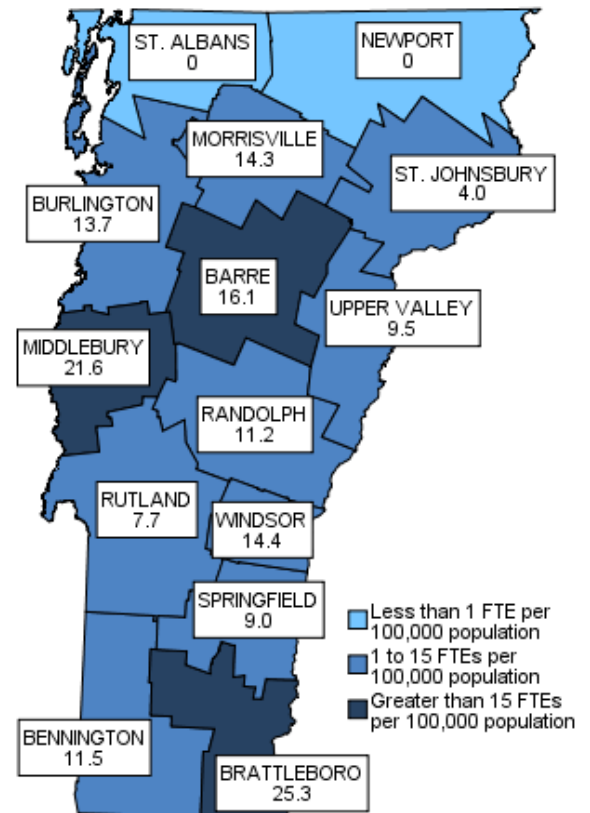 ST. ALBANS
0
NEWPORT
0
MORRISVILLE
14.3
ST. JOHNSBURY
4.0
BURLINGTON
13.7
BARRE
16.1
UPPER VALLEY
9.5
MIDDLEBURY
21.6
RANDOLPH
11.2
RUTLAND
7.7
WINDSOR
14.4
SPRINGFIELD
9.0
Less than 1 FTE per
100,000 population
1 to 15 FTEs per
100,000 population
Greater than 15 FTEs
per 100,000 population
BENNINGTON
11.5
BRATTLEBORO
25.3